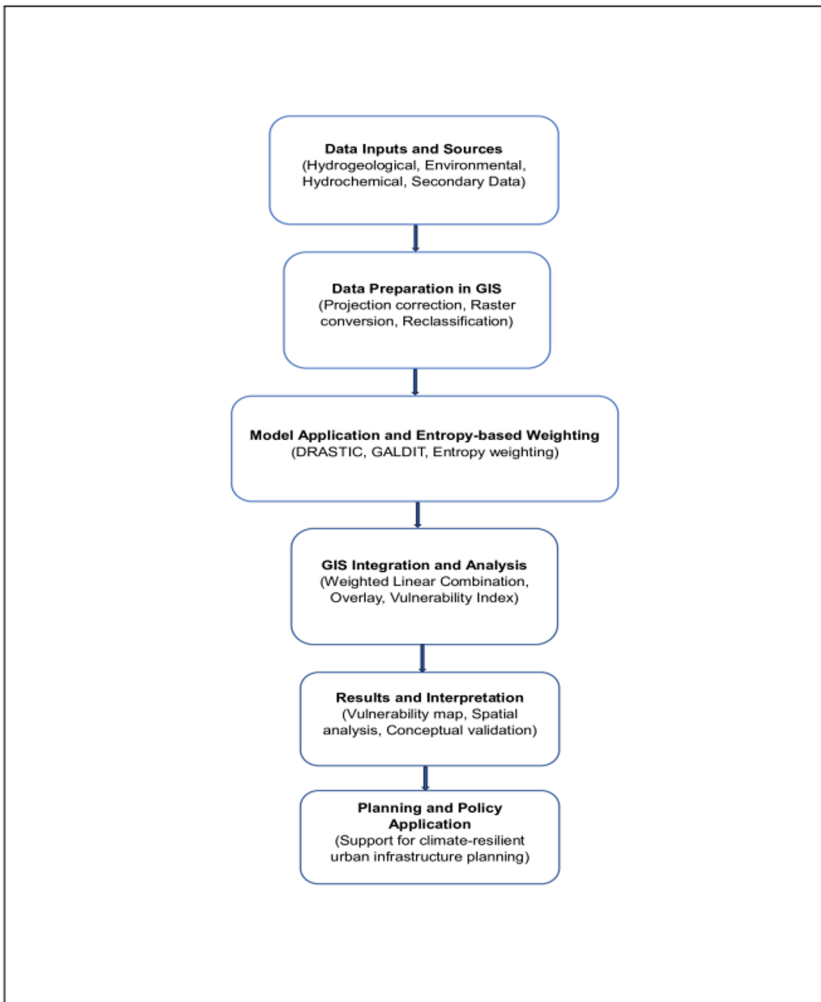 Data Inputs and Sources
(Hydrogeological, Environmental,
Hydrochemical, Secondary Data)
Data Preparation in GIS
(Projection correction, Raster
conversion, Reclassification)
Model Application and Entropy-based Weighting
(DRASTIC, GALDIT, Entropy weighting)
GIS Integration and Analysis
(Weighted Linear Combination,
Overlay, Vulnerability Index)
Results and Interpretation
(Vulnerability map, Spatial
analysis, Conceptual validation)
Planning and Policy
Application
(Support for climate-resilient
urban infrastructure planning)